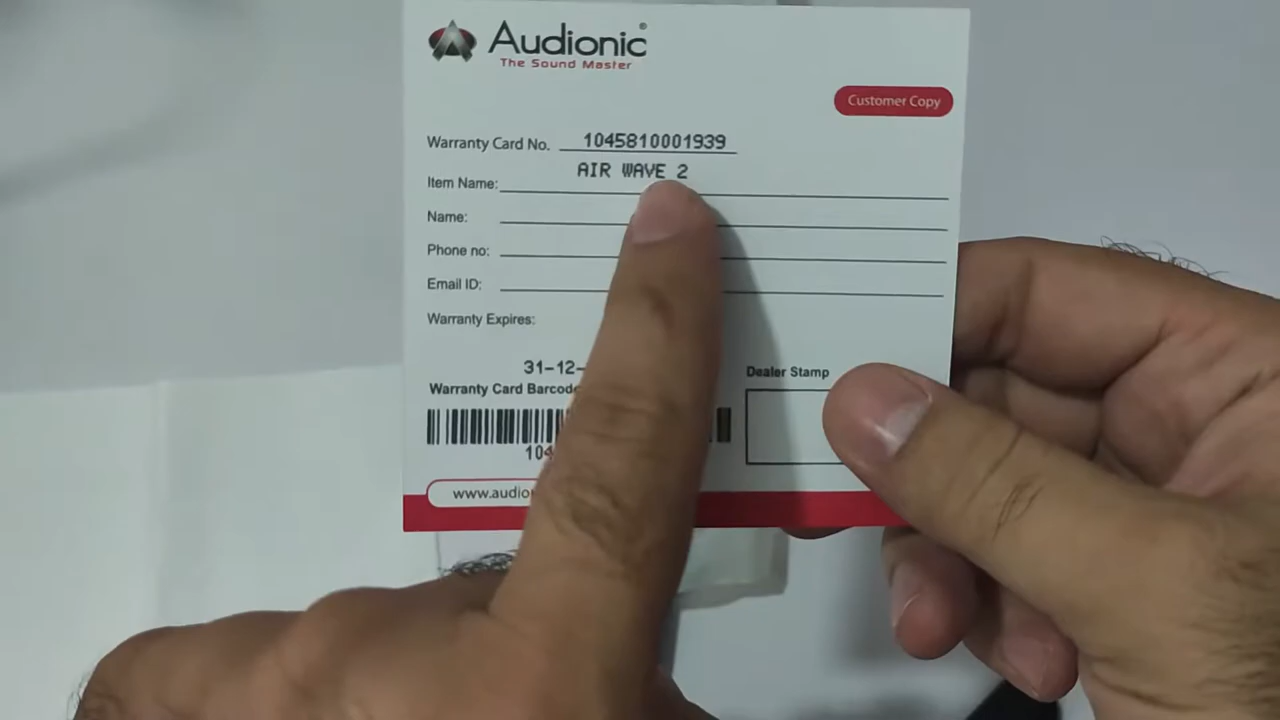 Audionic®
The Sound Master
Customer Copy
Warranty Card No. 1045810001939
Item Name: AIR WAVE 2
Name:
Phone no:
Email ID:
Warranty Expires:
31-12-
Dealer Stamp
Warranty Card Barcode
104
www.audio